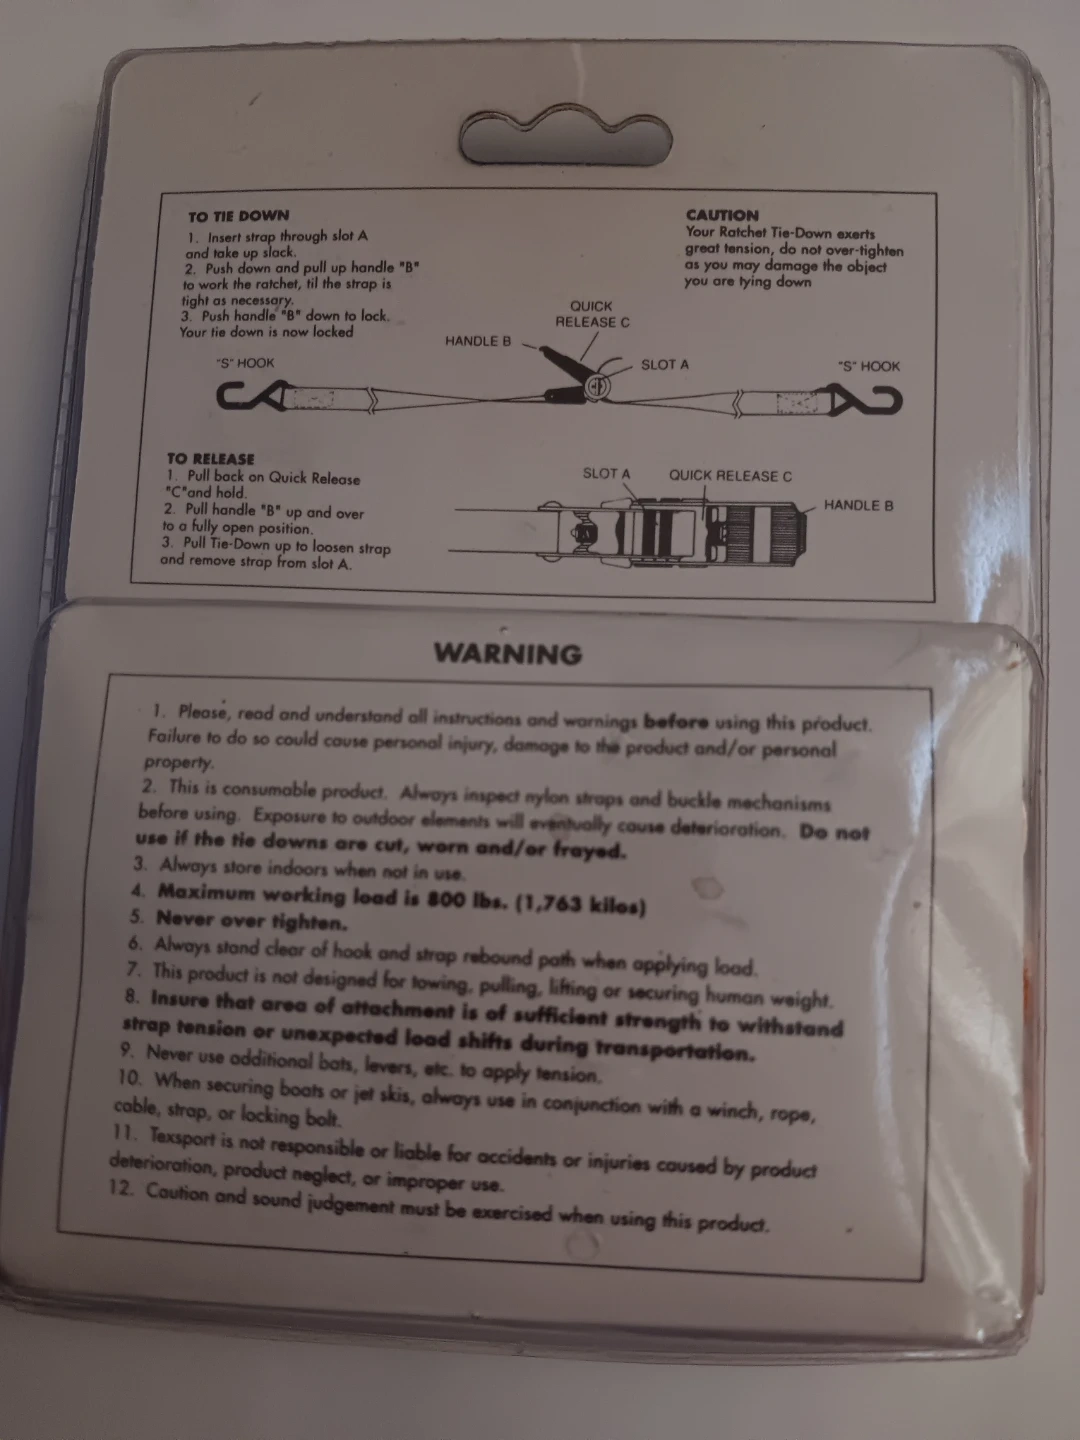 TO TIE DOWN
1. Insert strap through slot A
and take up slack.
2. Push down and pull up handle "B"
to work the ratchet, til the strap is
tight as necessary.
3. Push handle "B" down to lock.
Your tie down is now locked
CAUTION
Your Ratchet Tie-Down exerts
great tension, do not over-tighten
as you may damage the object
you are tying down
QUICK
RELEASE C
HANDLE B
SLOT A
"S" HOOK
"S" HOOK
TO RELEASE
1. Pull back on Quick Release
"C"and hold.
2. Pull handle "B" up and over
to a fully open position.
3. Pull Tie-Down up to loosen strap
and remove strap from slot A.
SLOT A
QUICK RELEASE C
HANDLE B
WARNING
1. Please, read and understand all instructions and warnings before using this product.
Failure to do so could cause personal injury, damage to the product and/or personal
property.
2. This is consumable product. Always inspect nylon straps and buckle mechanisms
before using. Exposure to outdoor elements will eventually cause deterioration. Do not
use if the tie downs are cut, worn and/or frayed.
3. Always store indoors when not in use.
4. Maximum working load is 800 lbs. (1,763 kilos)
5. Never over tighten.
6. Always stand clear of hook and strap rebound path when applying load.
7. This product is not designed for towing, pulling, lifting or securing human weight.
8. Insure that area of attachment is of sufficient strength to withstand
strap tension or unexpected load shifts during transportation.
9. Never use additional bats, levers, etc. to apply tension.
10. When securing boats or jet skis, always use in conjunction with a winch, rope,
cable, strap, or locking bolt.
11. Texsport is not responsible or liable for accidents or injuries caused by product
deterioration, product neglect, or improper use.
12. Caution and sound judgement must be exercised when using this product.